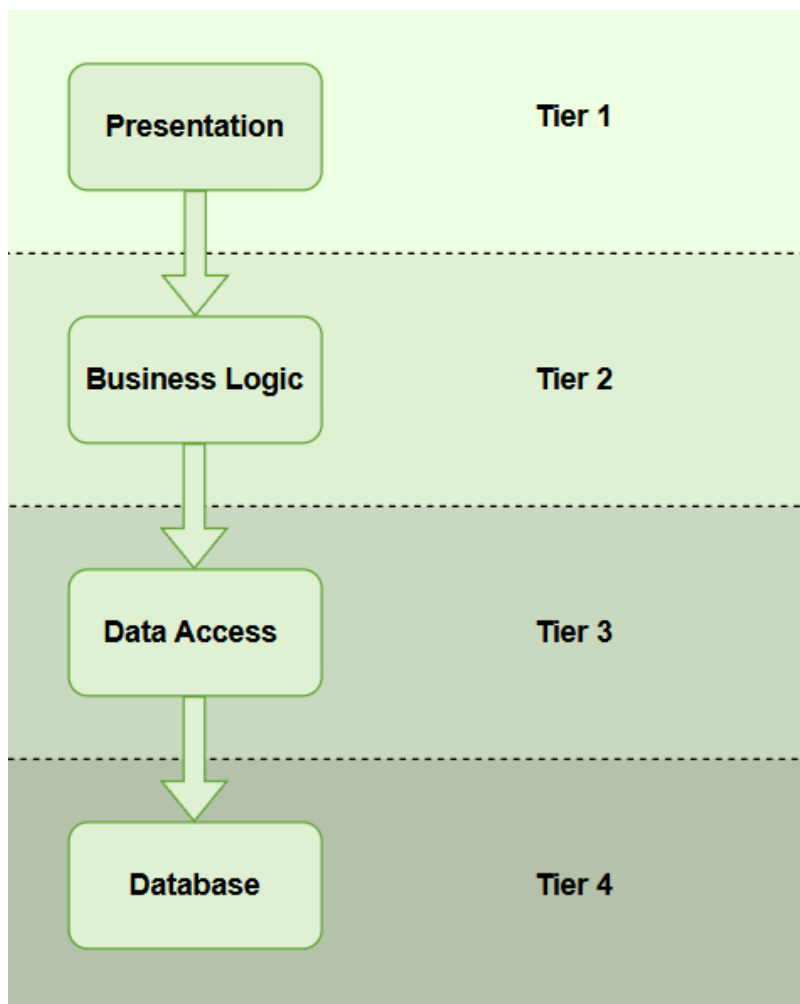 Presentation
Tier 1
Business Logic
Tier 2
Data Access
Tier 3
Database
Tier 4